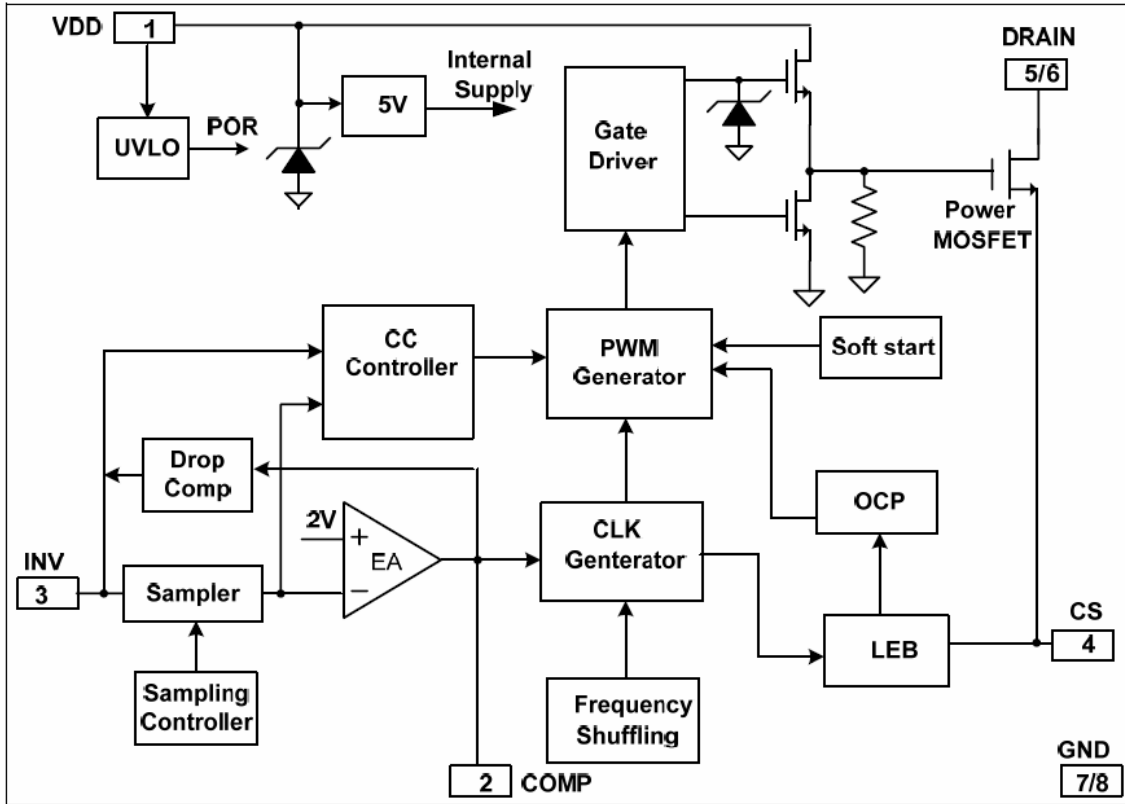 VDD
1
DRAIN
5/6
Internal
Supply
5V
UVLO
POR
Gate
Driver
Power
MOSFET
CC
Controller
PWM
Generator
Soft start
Drop
Comp
OCP
2V
+
EA
−
CLK
Genterator
INV
3
Sampler
CS
4
LEB
Sampling
Controller
Frequency
Shuffling
2
COMP
GND
7/8